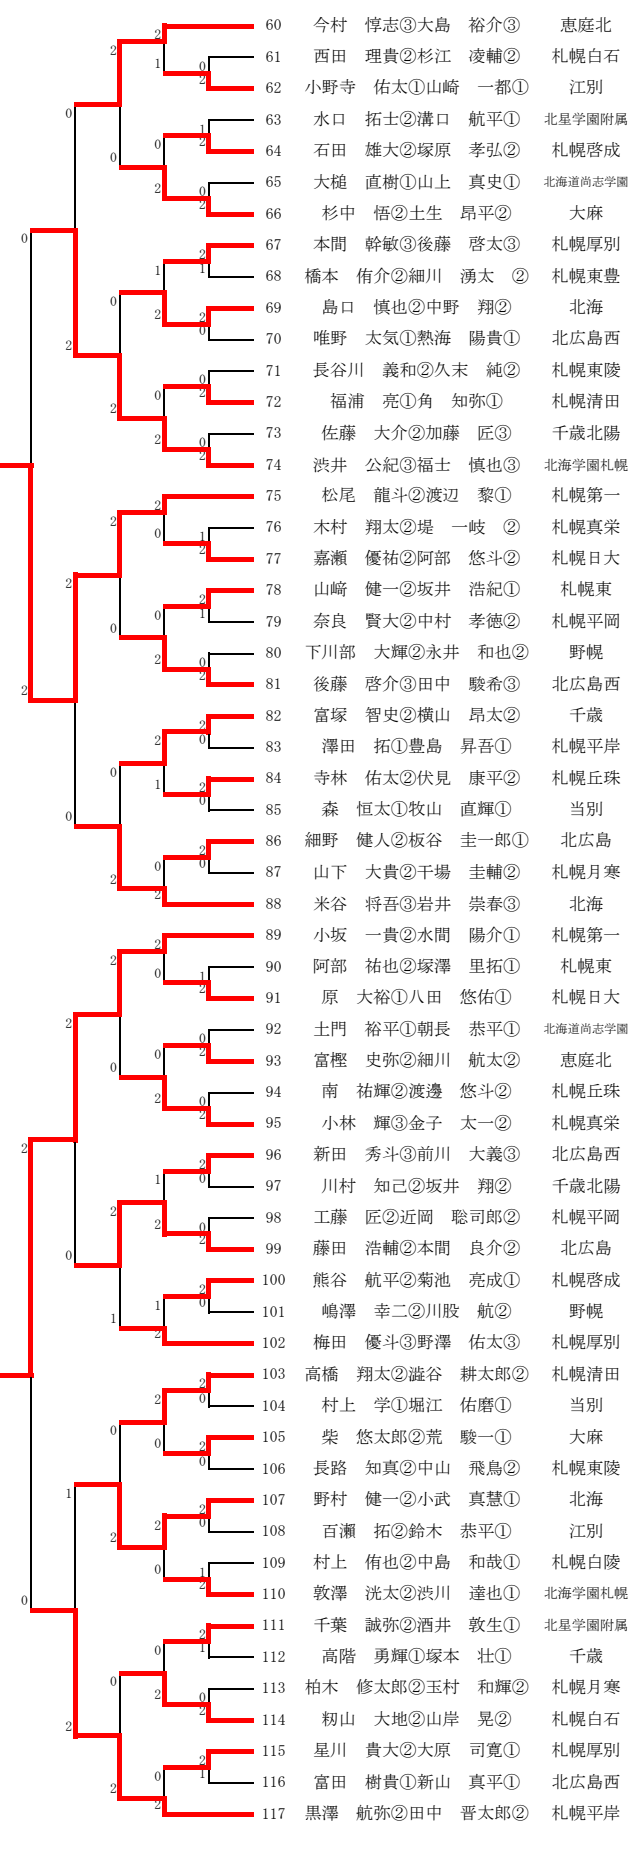 60 今村　惇志③大島　裕介③ 恵庭北
61 西田　理貴②杉江　凌輔② 札幌白石
62 小野寺　佑太①山崎　一都① 江別
63 水口　拓士②溝口　航平① 北星学園附属
64 石田　雄大②塚原　孝弘② 札幌啓成
65 大槌　直樹①山上　真史① 北海道尚志学園
66 杉中　悟②土生　昂平② 大麻
67 本間　幹敏③後藤　啓太③ 札幌厚別
68 橋本　侑介②細川　湧太　② 札幌東豊
69 島口　慎也②中野　翔② 北海
70 唯野　太気①熱海　陽貴① 北広島西
71 長谷川　義和②久末　純② 札幌東陵
72 福浦　亮①角　知弥① 札幌清田
73 佐藤　大介②加藤　匠③ 千歳北陽
74 渋井　公紀③福士　慎也③ 北海学園札幌
75 松尾　龍斗②渡辺　黎① 札幌第一
76 木村　翔太②堤　一岐　② 札幌真栄
77 嘉瀬　優祐②阿部　悠斗② 札幌日大
78 山﨑　健一②坂井　浩紀① 札幌東
79 奈良　賢大②中村　孝徳② 札幌平岡
80 下川部　大輝②永井　和也② 野幌
81 後藤　啓介③田中　駿希③ 北広島西
82 富塚　智史②横山　昂太② 千歳
83 澤田　拓①豊島　昇吾① 札幌平岸
84 寺林　佑太②伏見　康平② 札幌丘珠
85 森　恒太①牧山　直輝① 当別
86 細野　健人②板谷　圭一郎① 北広島
87 山下　大貴②干場　圭輔② 札幌月寒
88 米谷　将吾③岩井　崇春③ 北海
89 小坂　一貴②水間　陽介① 札幌第一
90 阿部　祐也②塚澤　里拓① 札幌東
91 原　大裕①八田　悠佑① 札幌日大
92 土門　裕平①朝長　恭平① 北海道尚志学園
93 富樫　史弥②細川　航太② 恵庭北
94 南　祐輝②渡邊　悠斗② 札幌丘珠
95 小林　輝③金子　太一② 札幌真栄
96 新田　秀斗③前川　大義③ 北広島西
97 川村　知己②坂井　翔② 千歳北陽
98 工藤　匠②近岡　聡司郎② 札幌平岡
99 藤田　浩輔②本間　良介② 北広島
100 熊谷　航平②菊池　亮成① 札幌啓成
101 嶋澤　幸二②川股　航② 野幌
102 梅田　優斗③野澤　佑太③ 札幌厚別
103 高橋　翔太②澁谷　耕太郎② 札幌清田
104 村上　学①堀江　佑磨① 当別
105 柴　悠太郎②荒　駿一① 大麻
106 長路　知真②中山　飛鳥② 札幌東陵
107 野村　健一②小武　真慧① 北海
108 百瀬　拓②鈴木　恭平① 江別
109 村上　侑也②中島　和哉① 札幌白陵
110 敦澤　洸太②渋川　達也① 北海学園札幌
111 千葉　誠弥②酒井　敦生① 北星学園附属
112 高階　勇輝①塚本　壮① 千歳
113 柏木　修太郎②玉村　和輝② 札幌月寒
114 籾山　大地②山岸　晃② 札幌白石
115 星川　貴大②大原　司寛① 札幌厚別
116 富田　樹貴①新山　真平① 北広島西
117 黒澤　航弥②田中　晋太郎② 札幌平岸